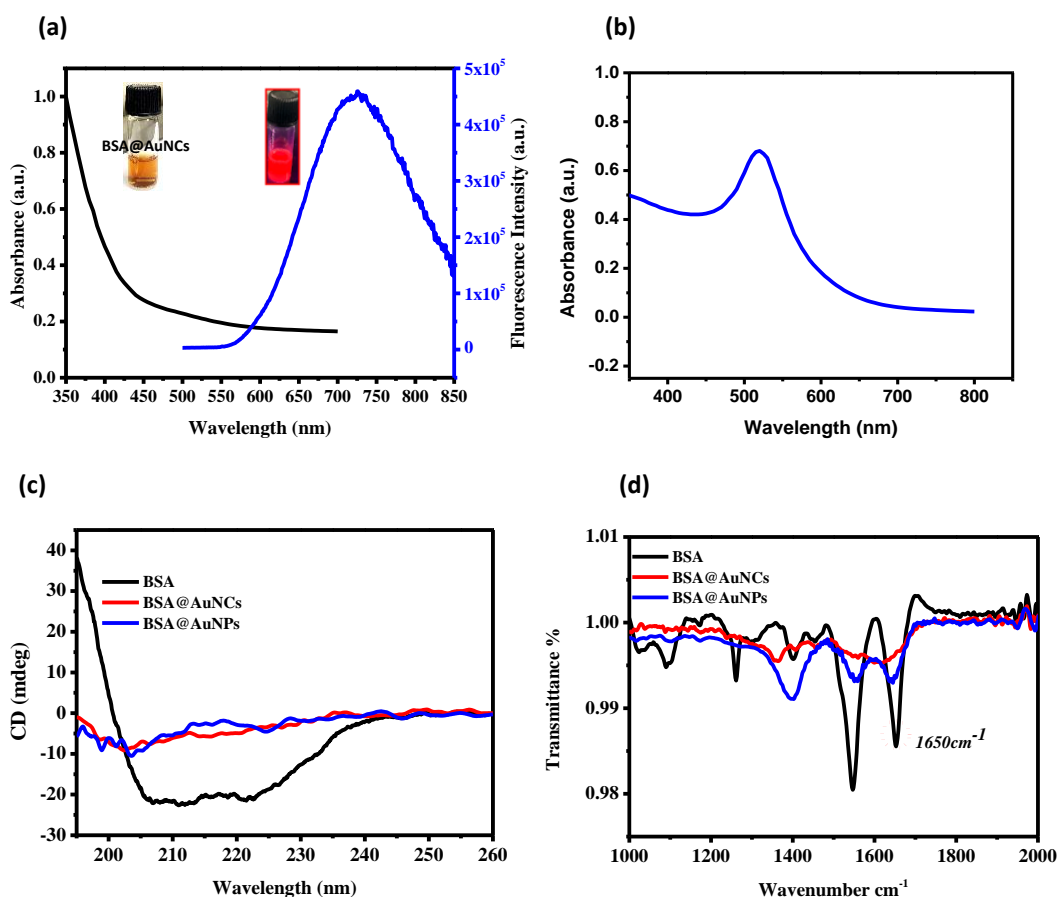 (a)
(b)
BSA@AuNCs
Absorbance (a.u.)
1.0
0.8
0.6
0.4
0.2
0.0
350 400 450 500 550 600 650 700 750 800 850
Wavelength (nm)
5x10⁵
4x10⁵
3x10⁵
2x10⁵
1x10⁵
0
Fluorescence Intensity (a.u.)
Absorbance (a.u.)
1.0
0.8
0.6
0.4
0.2
0.0
-0.2
400 500 600 700 800
Wavelength (nm)
(c)
(d)
CD (mdeg)
40
30
20
10
0
-10
-20
-30
BSA
BSA@AuNCs
BSA@AuNPs
200 210 220 230 240 250 260
Wavelength (nm)
Transmittance %
1.01
1.00
0.99
0.98
BSA
BSA@AuNCs
BSA@AuNPs
1650cm⁻¹
1000 1200 1400 1600 1800 2000
Wavenumber cm⁻¹